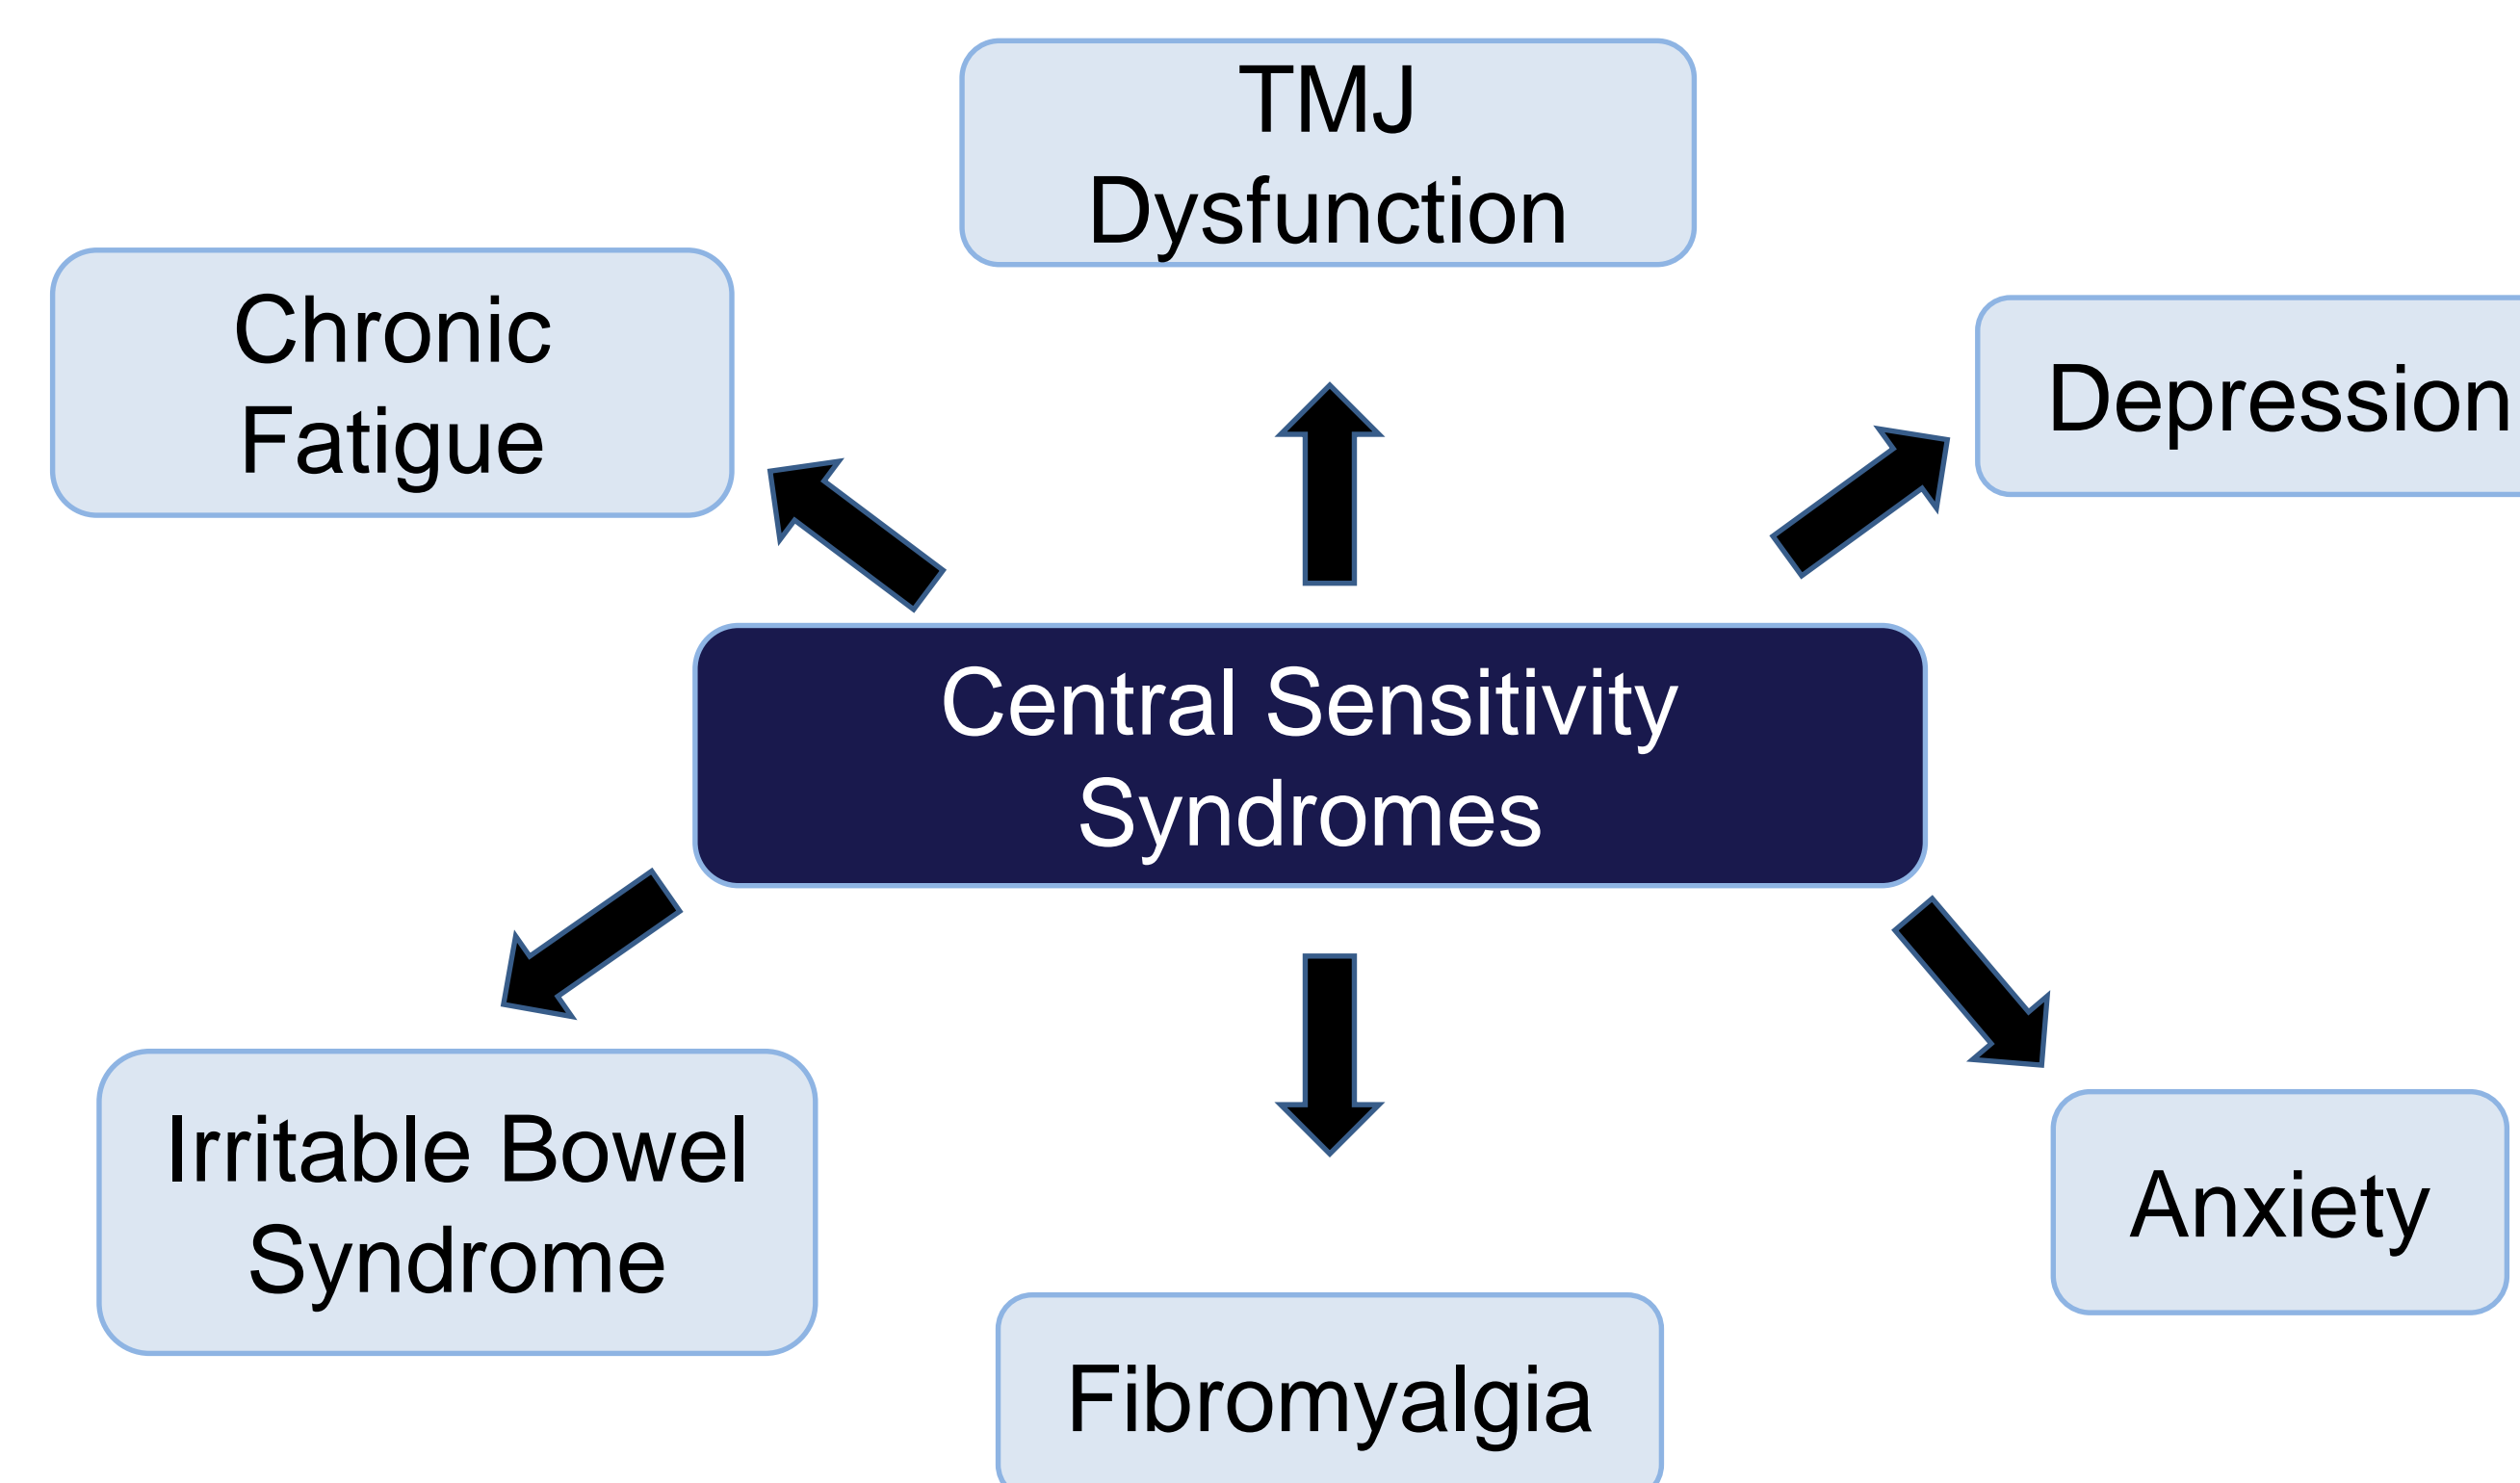 TMJ
Dysfunction
Chronic
Fatigue
Depression
Central Sensitivity
Syndromes
Irritable Bowel
Syndrome
Anxiety
Fibromyalgia